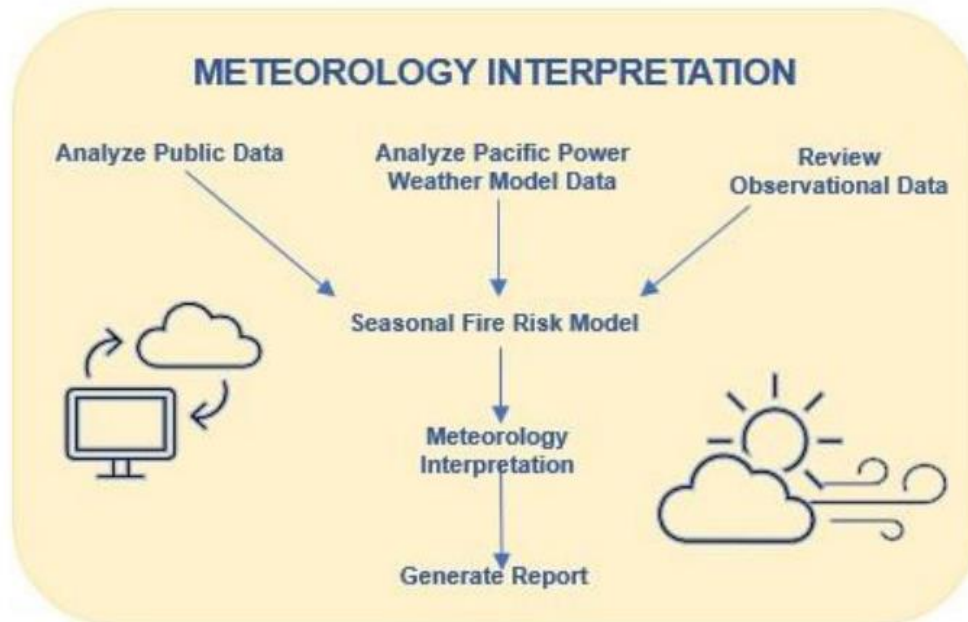 METEOROLOGY INTERPRETATION
Analyze Public Data
Analyze Pacific Power
Weather Model Data
Review
Observational Data
Seasonal Fire Risk Model
Meteorology
Interpretation
Generate Report